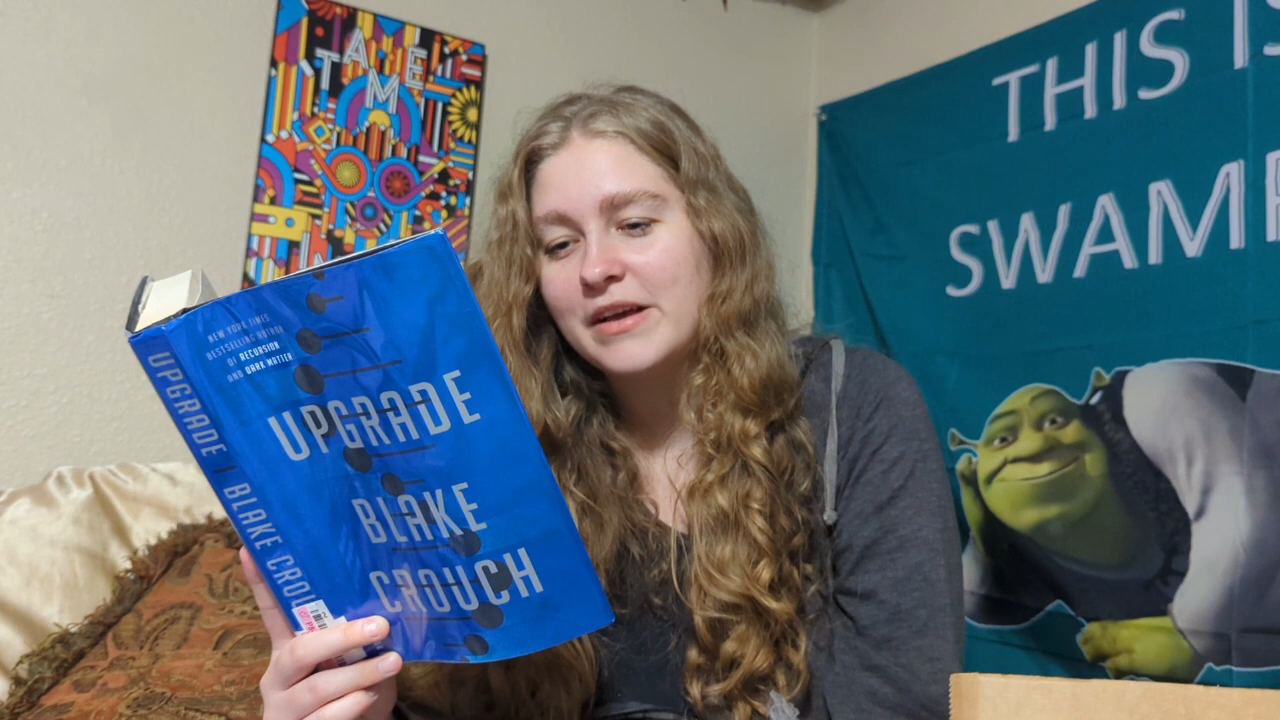 TAME
THIS IS
SWAMP
NEW YORK TIMES
BESTSELLING AUTHOR
OF RECURSION
AND DARK MATTER
UPGRADE
BLAKE
CROUCH
UPGRADE | BLAKE CROU